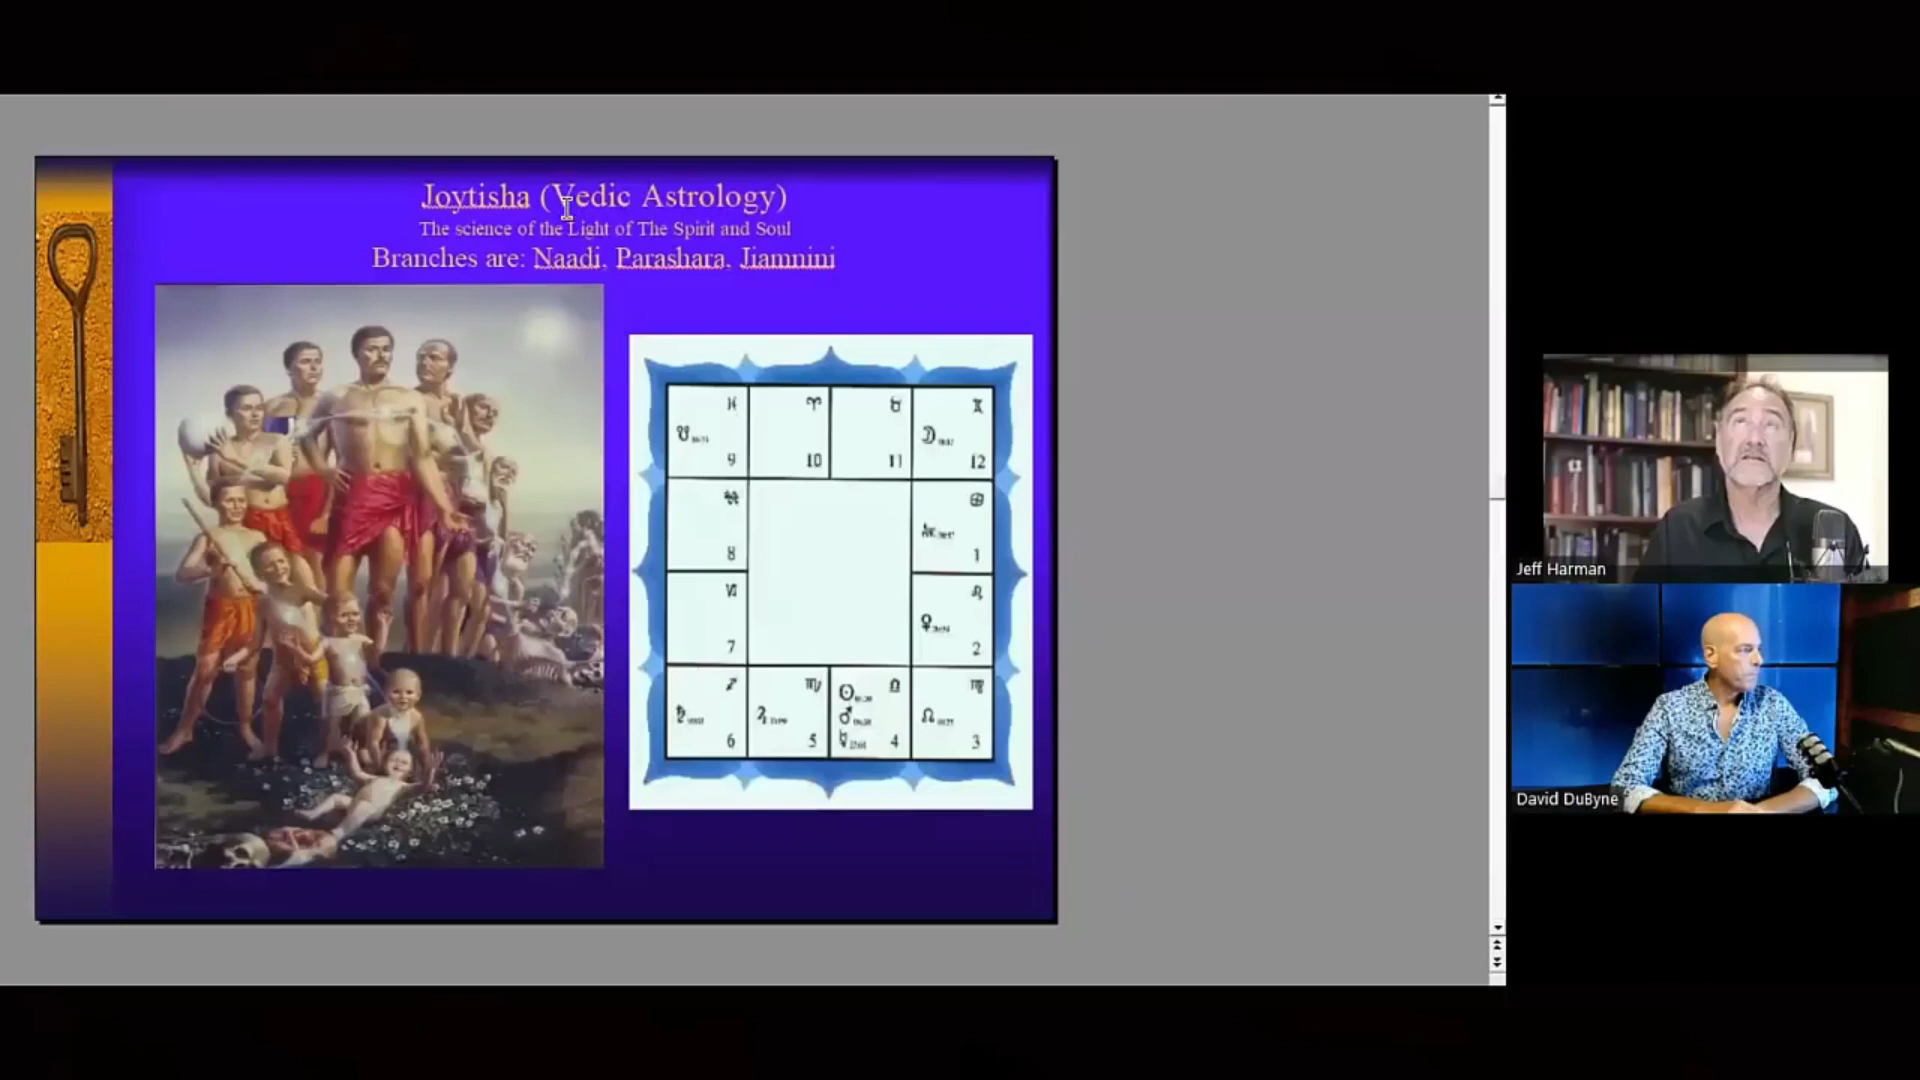 Joytisha (Vedic Astrology)
The science of the Light of The Spirit and Soul
Branches are: Naadi, Parashara, Jiamnini
9
10
11
12
8
1
7
2
6
5
4
3
Jeff Harman
David DuByne